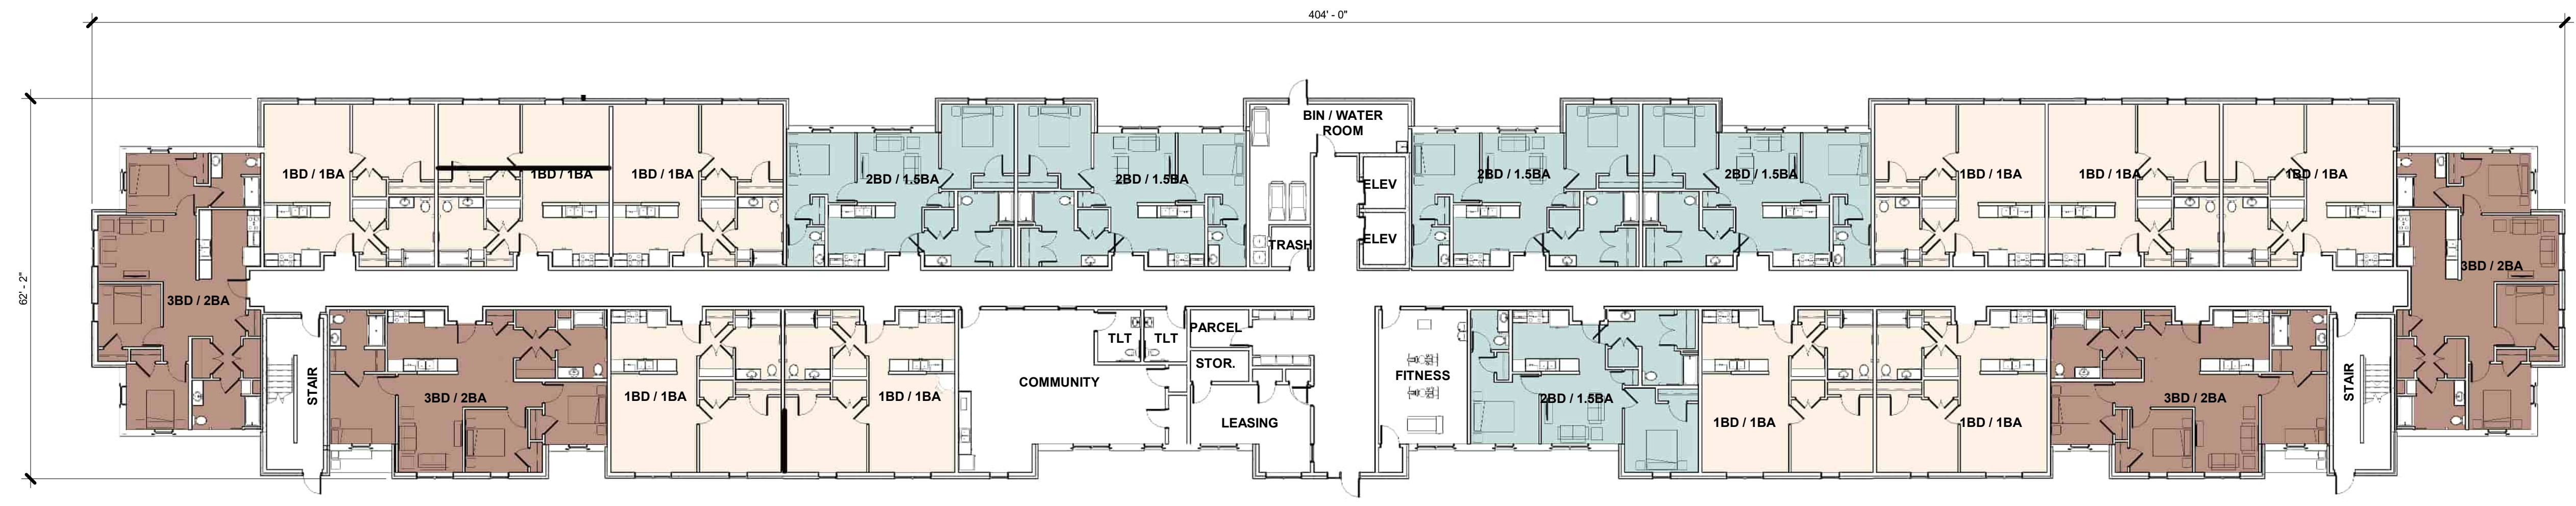 404' - 0"
62' - 2"
BIN / WATER
ROOM
1BD / 1BA
1BD / 1BA
1BD / 1BA
2BD / 1.5BA
2BD / 1.5BA
ELEV
2BD / 1.5BA
2BD / 1.5BA
1BD / 1BA
1BD / 1BA
1BD / 1BA
TRASH
ELEV
3BD / 2BA
3BD / 2BA
PARCEL
TLT
TLT
STOR.
STAIR
3BD / 2BA
1BD / 1BA
1BD / 1BA
COMMUNITY
LEASING
FITNESS
2BD / 1.5BA
1BD / 1BA
1BD / 1BA
3BD / 2BA
STAIR